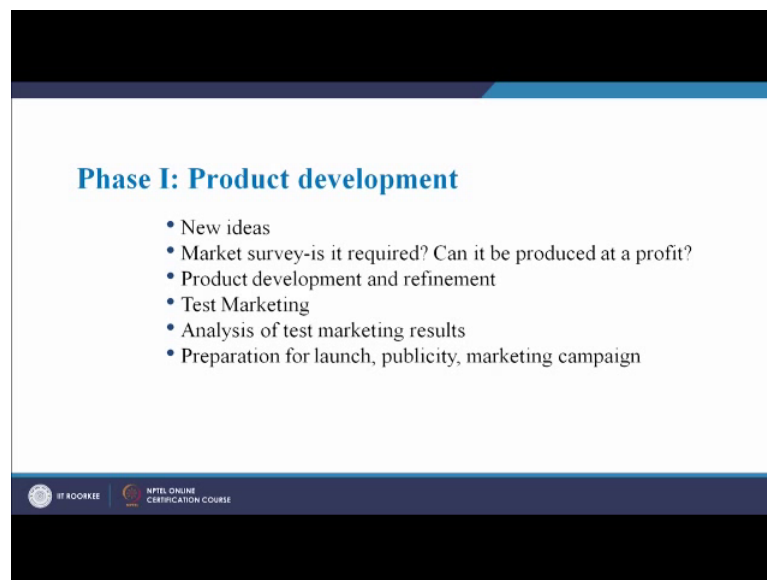 Phase I: Product development
• New ideas
• Market survey-is it required? Can it be produced at a profit?
• Product development and refinement
• Test Marketing
• Analysis of test marketing results
• Preparation for launch, publicity, marketing campaign
IIT ROORKEE
NPTEL ONLINE
CERTIFICATION COURSE